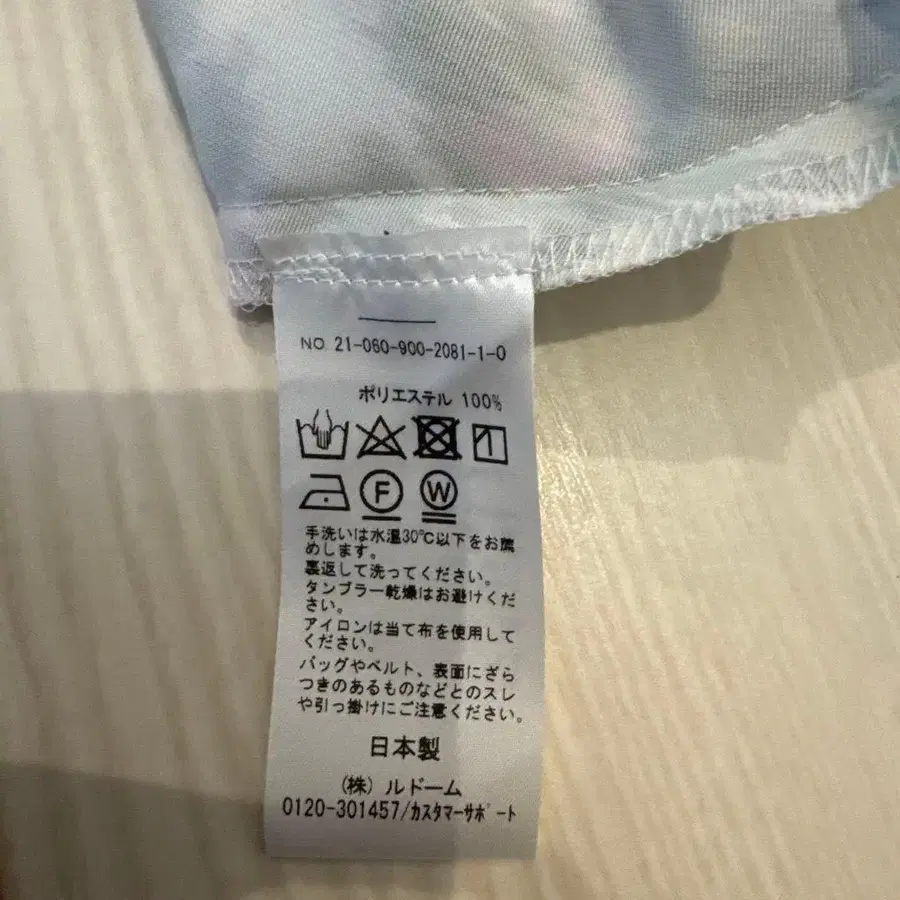 NO. 21-060-900-2081-1-0
ポリエステル 100%
F W
手洗いは水温30℃以下をお薦
めします。
裏返して洗ってください。
タンブラー乾燥はお避けくだ
さい。
アイロンは当て布を使用して
ください。
バッグやベルト、表面にざら
つきのあるものなどとのスレ
や引っ掛けにご注意ください。
日本製
(株) ルドーム
0120-301457/カスタマーサポート